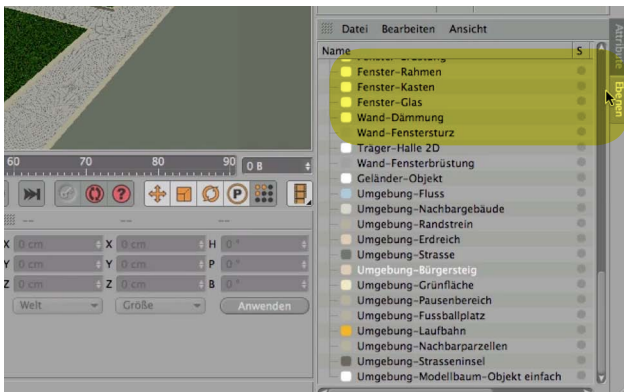 Datei Bearbeiten Ansicht
Name S
Fenster-Rahmen
Fenster-Kasten
Fenster-Glas
Wand-Dämmung
Wand-Fenstersturz
Träger-Halle 2D
Wand-Fensterbrüstung
Geländer-Objekt
Umgebung-Fluss
Umgebung-Nachbargebäude
Umgebung-Randstrein
Umgebung-Erdreich
Umgebung-Strasse
Umgebung-Bürgersteig
Umgebung-Grünfläche
Umgebung-Pausenbereich
Umgebung-Fussballplatz
Umgebung-Laufbahn
Umgebung-Nachbarparzellen
Umgebung-Strasseninsel
Umgebung-Modellbaum-Objekt einfach
Attribute
Ebenen
60 70 80 90 0 B
P
-- -- --
X 0 cm X 0 cm H 0°
Y 0 cm Y 0 cm P 0°
Z 0 cm Z 0 cm B 0°
Welt Größe Anwenden